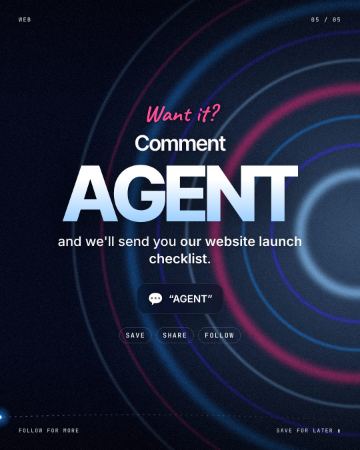 WEB
05 / 05
Want it?
Comment
AGENT
and we'll send you our website launch
checklist.
"AGENT"
SAVE
SHARE
FOLLOW
FOLLOW FOR MORE
SAVE FOR LATER